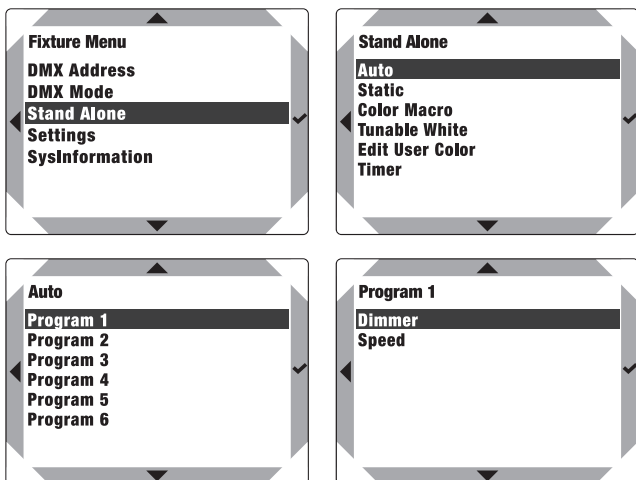 Fixture Menu
DMX Address
DMX Mode
Stand Alone
Settings
SysInformation
Stand Alone
Auto
Static
Color Macro
Tunable White
Edit User Color
Timer
Auto
Program 1
Program 2
Program 3
Program 4
Program 5
Program 6
Program 1
Dimmer
Speed